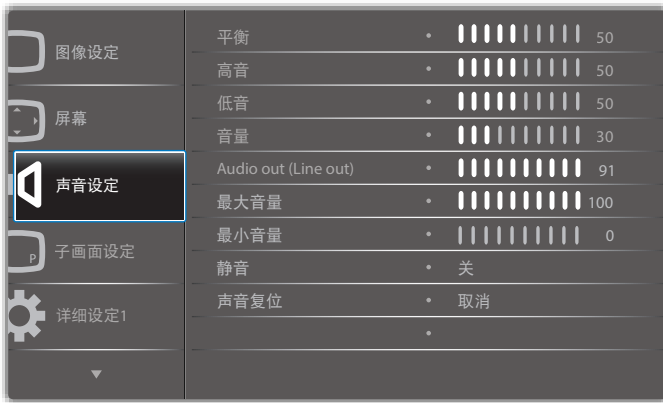 图像设定
屏幕
声音设定
P
子画面设定
详细设定1
平衡 • 50
高音 • 50
低音 • 50
音量 • 30
Audio out (Line out) • 91
最大音量 • 100
最小音量 • 0
静音 • 关
声音复位 • 取消
•